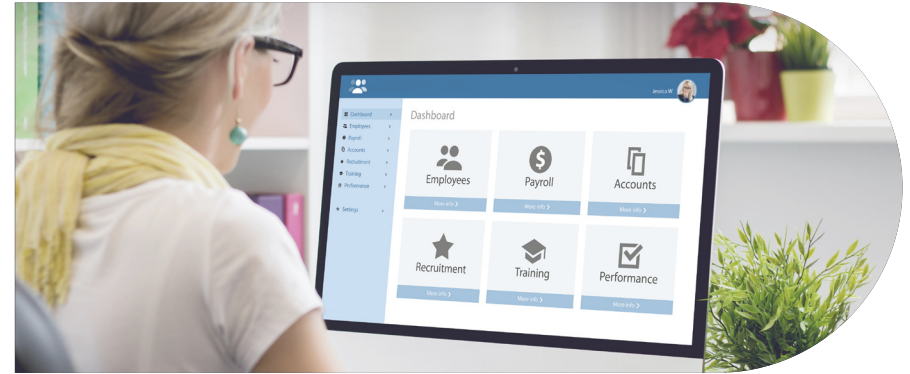 Jessica W
Dashboard
Employees
Payroll
Accounts
Recruitment
Training
Performance
Settings
Dashboard
Employees
More info
Payroll
More info
Accounts
More info
Recruitment
More info
Training
More info
Performance
More info